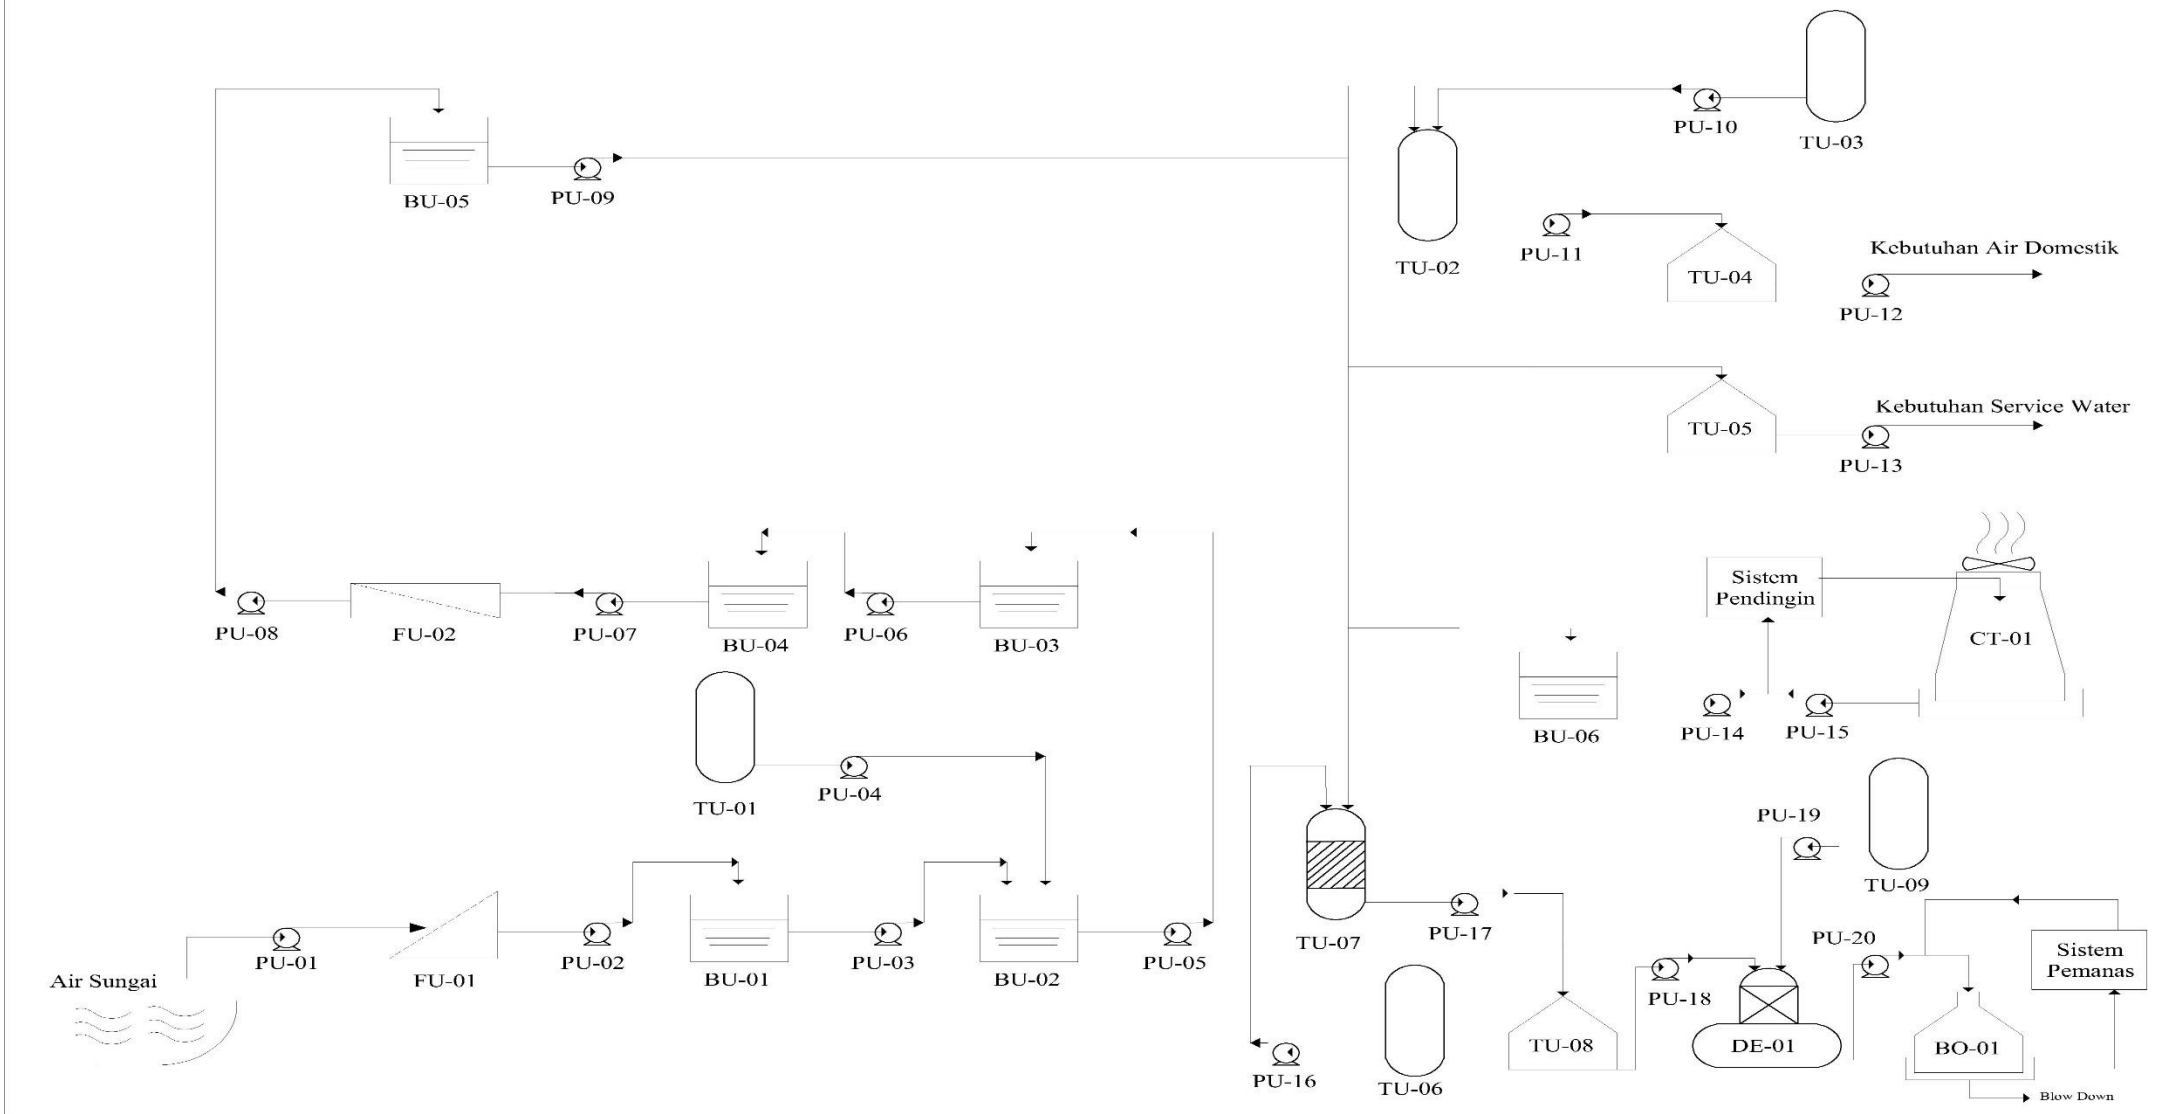 PU-10
TU-03
BU-05
PU-09
TU-02
PU-11
TU-04
Kebutuhan Air Domestik
PU-12
Kebutuhan Service Water
TU-05
PU-13
Sistem
Pendingin
CT-01
PU-08
FU-02
PU-07
BU-04
PU-06
BU-03
BU-06
PU-14
PU-15
TU-01
PU-04
PU-19
TU-09
Air Sungai
PU-01
FU-01
PU-02
BU-01
PU-03
BU-02
PU-05
TU-07
PU-17
PU-20
Sistem
Pemanas
PU-18
PU-16
TU-06
TU-08
DE-01
BO-01
Blow Down